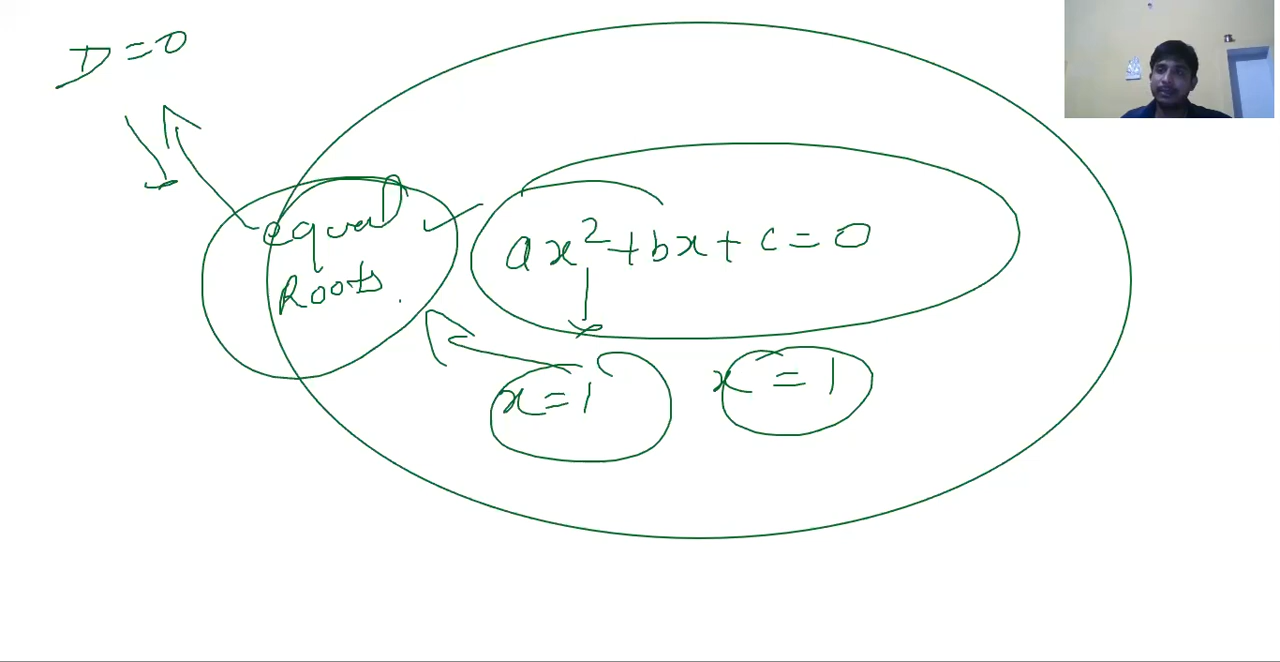 D=0
equal
Roots.
ax²+bx+c=0
x=1
x=1